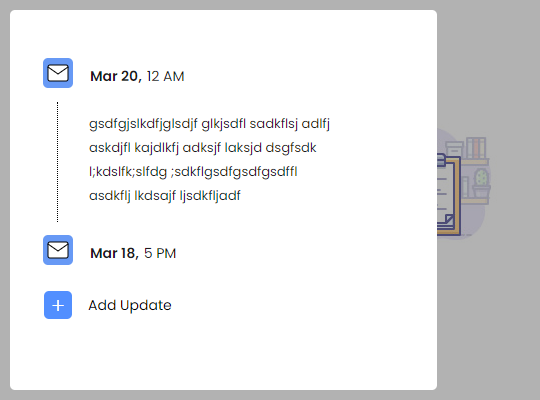 Mar 20, 12 AM
gsdfgjslkdfjglsdjf glkjsdfl sadkflsj adlfj
askdjfl kajdlkfj adksjf laksjd dsgfsdk
l;kdslfk;slfdg ;sdkflgsdfgsdfgsdffl
asdkflj lkdsajf ljsdkfljadf
Mar 18, 5 PM
Add Update